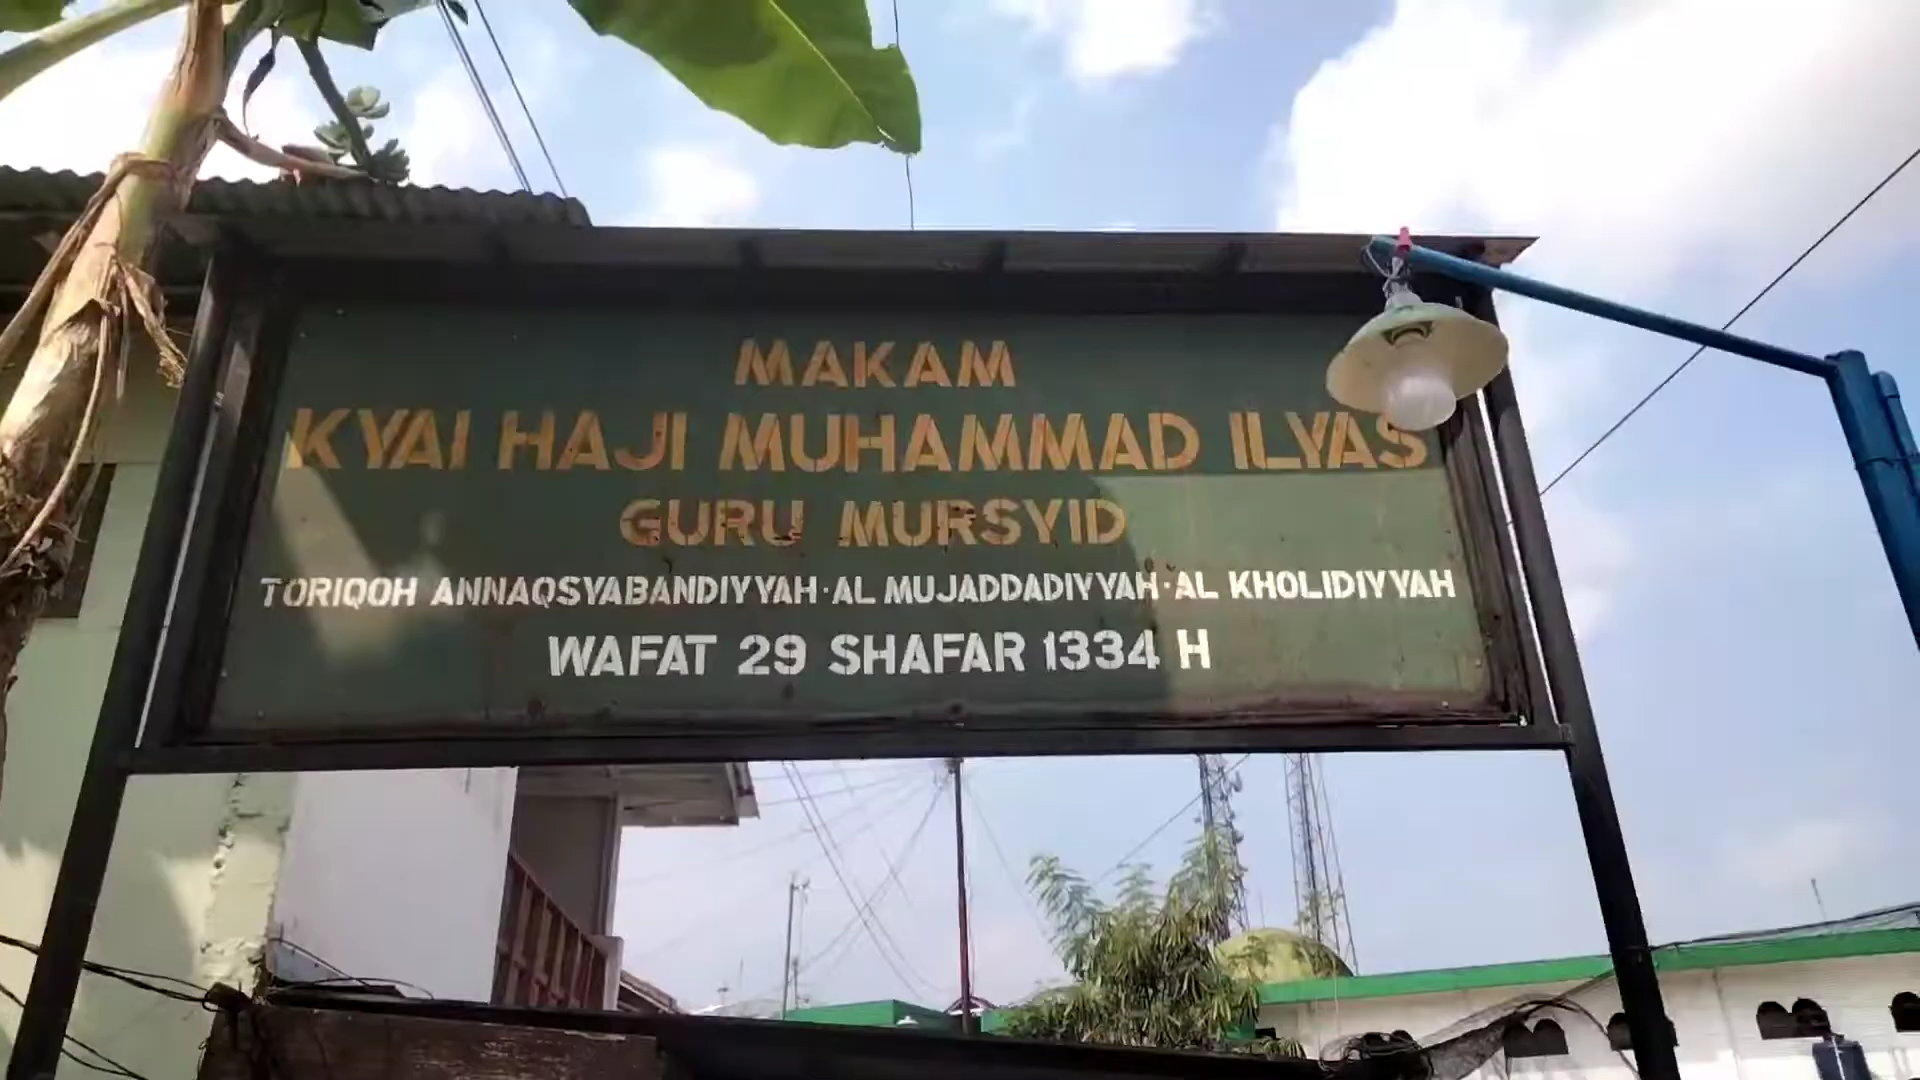 MAKAM
KYAI HAJI MUHAMMAD ILYAS
GURU MURSYID
TORIQOH ANNAQSYABANDIYYAH·AL MUJADDADIYYAH·AL KHOLIDIYYAH
WAFAT 29 SHAFAR 1334 H